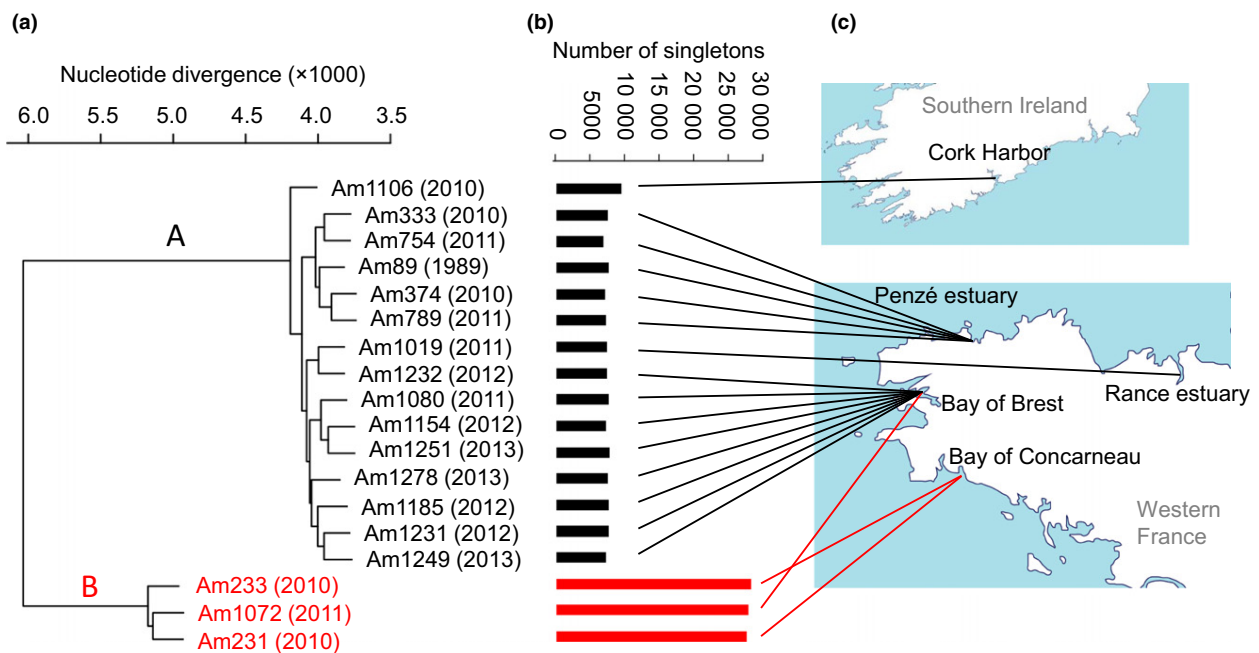 (a)
(b)
(c)
Nucleotide divergence (×1000)
6.0 5.5 5.0 4.5 4.0 3.5
Number of singletons
0 5000 10 000 15 000 20 000 25 000 30 000
Southern Ireland
Cork Harbor
A
Am1106 (2010)
Am333 (2010)
Am754 (2011)
Am89 (1989)
Am374 (2010)
Am789 (2011)
Am1019 (2011)
Am1232 (2012)
Am1080 (2011)
Am1154 (2012)
Am1251 (2013)
Am1278 (2013)
Am1185 (2012)
Am1231 (2012)
Am1249 (2013)
B
Am233 (2010)
Am1072 (2011)
Am231 (2010)
Penzé estuary
Rance estuary
Bay of Brest
Bay of Concarneau
Western
France